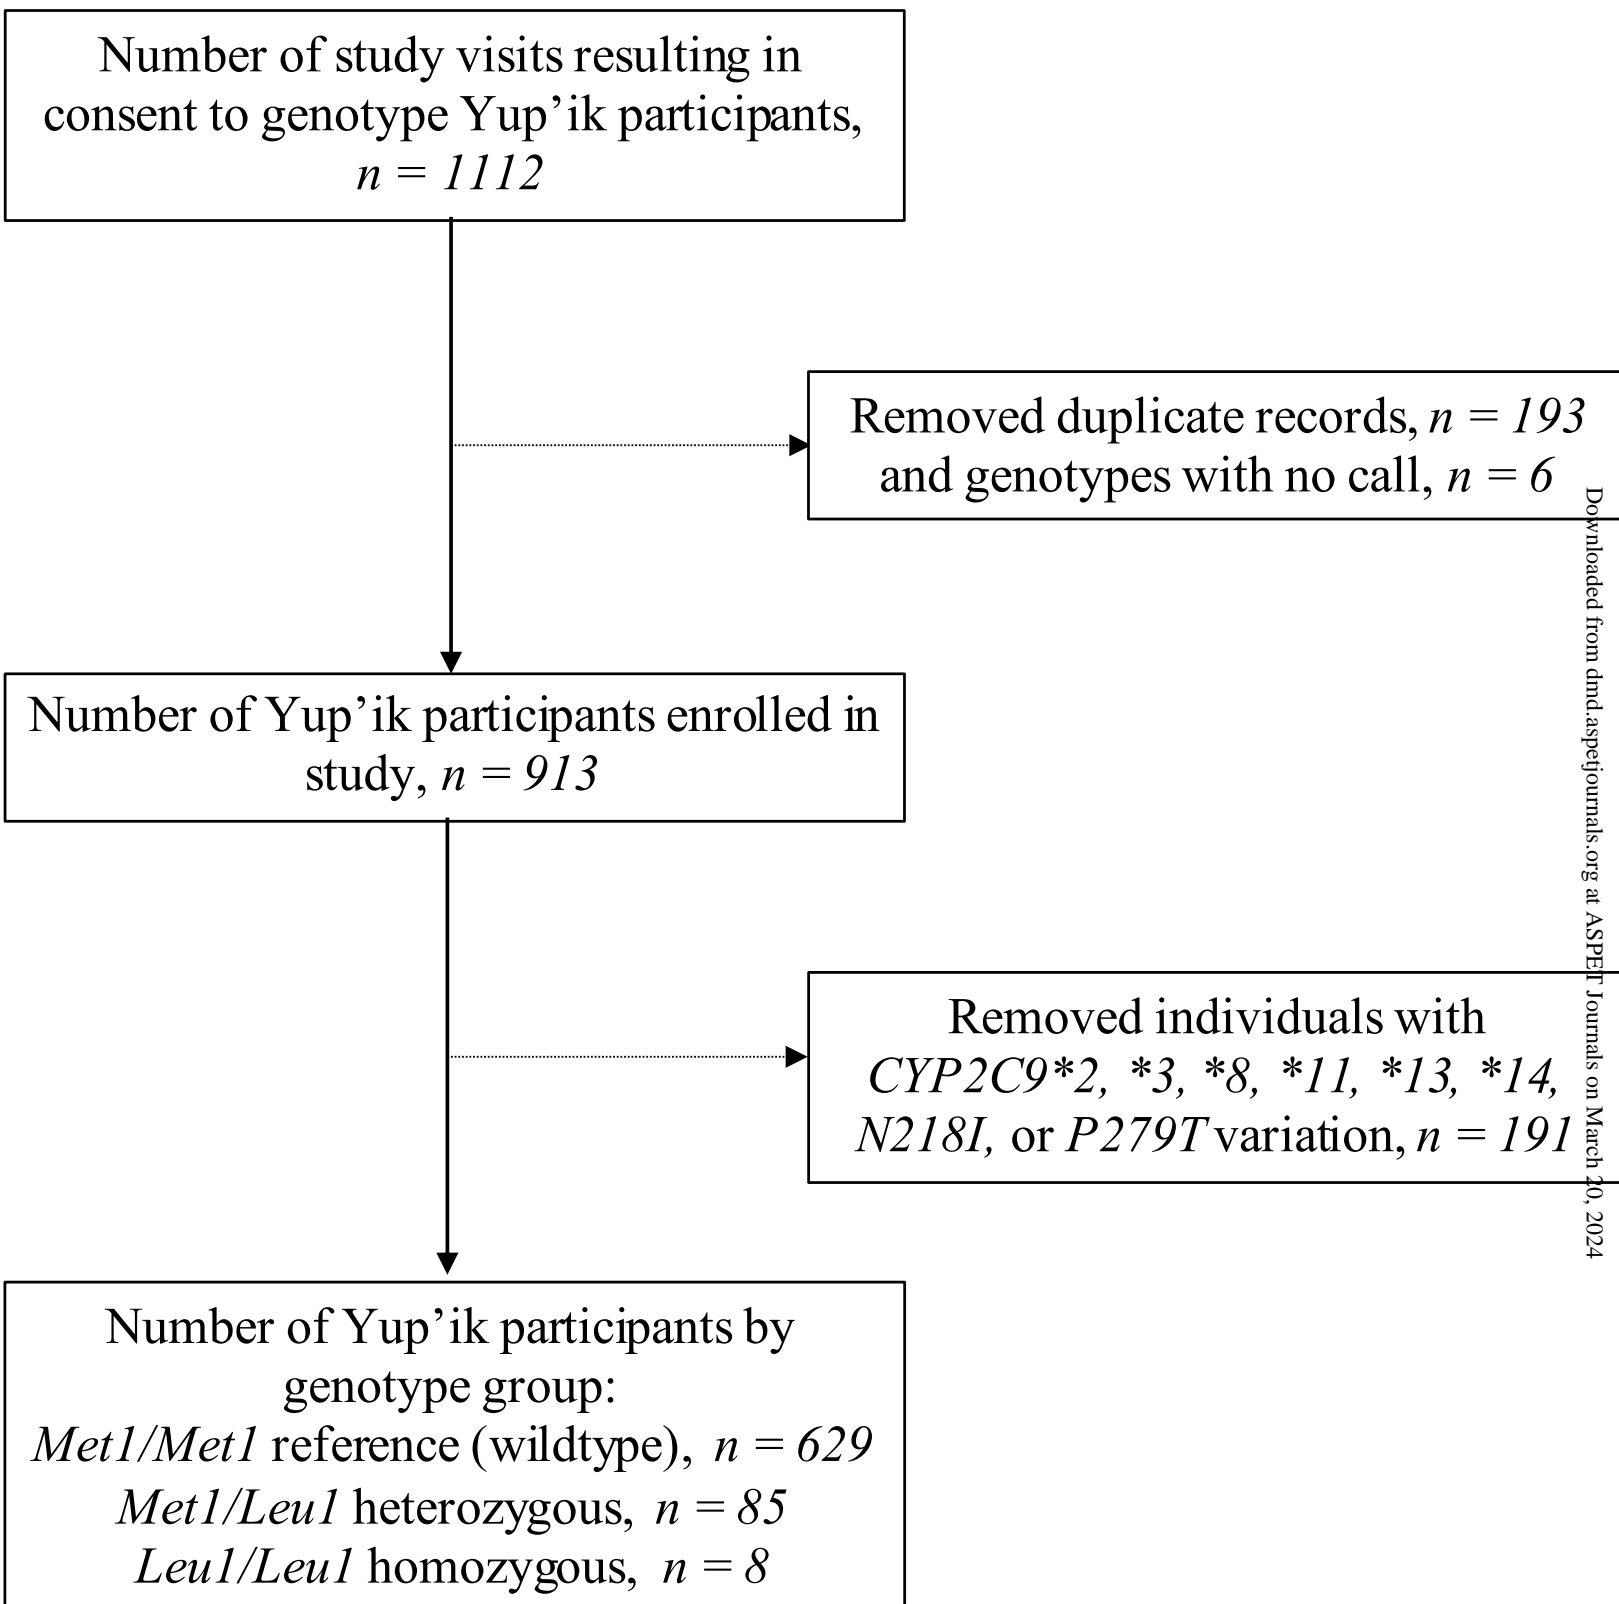 Number of study visits resulting in
consent to genotype Yup’ik participants,
n = 1112
Removed duplicate records, n = 193
and genotypes with no call, n = 6
Number of Yup’ik participants enrolled in
study, n = 913
Removed individuals with
CYP2C9*2, *3, *8, *11, *13, *14,
N218I, or P279T variation, n = 191
Number of Yup’ik participants by
genotype group:
Met1/Met1 reference (wildtype), n = 629
Met1/Leu1 heterozygous, n = 85
Leu1/Leu1 homozygous, n = 8
Downloaded from dmd.aspetjournals.org at ASPET Journals on March 20, 2024